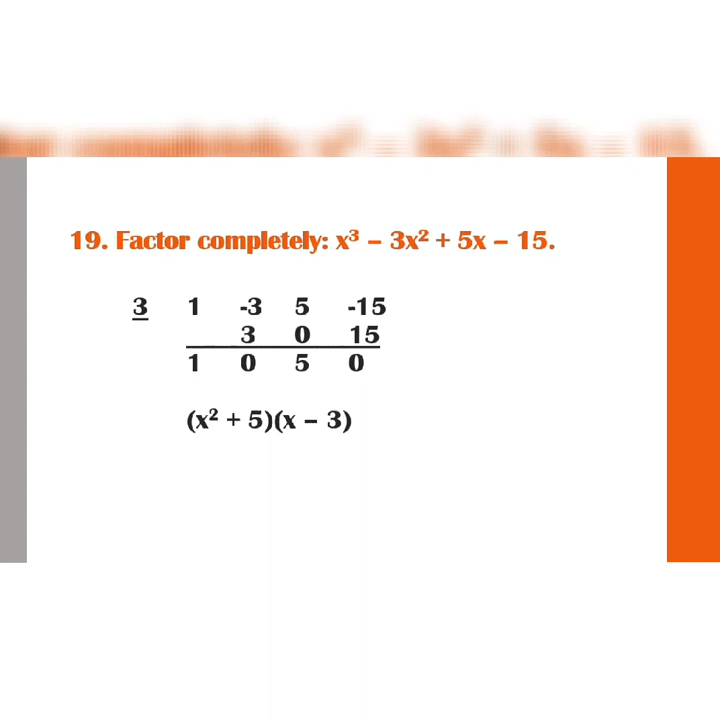 19. Factor completely: x³ – 3x² + 5x – 15.
3 1 -3 5 -15
3 0 15
1 0 5 0
(x² + 5)(x – 3)